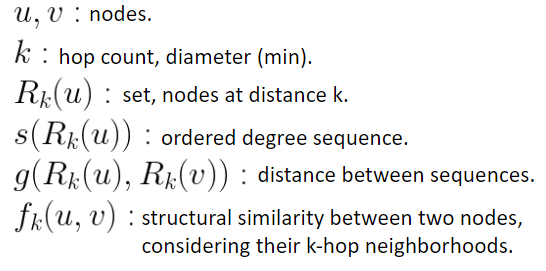 u, v : nodes.
k : hop count, diameter (min).
R_k(u) : set, nodes at distance k.
s(R_k(u)) : ordered degree sequence.
g(R_k(u), R_k(v)) : distance between sequences.
f_k(u, v) : structural similarity between two nodes,
considering their k-hop neighborhoods.